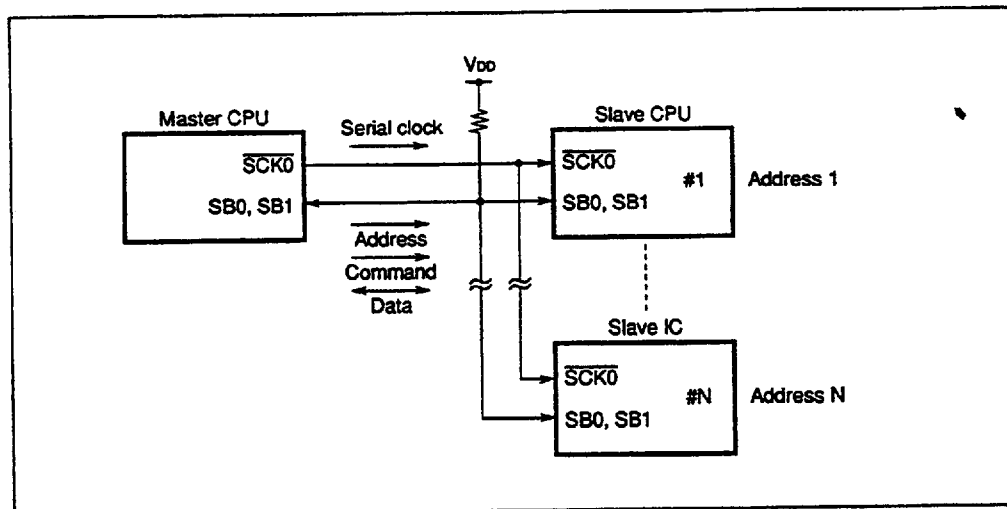 VDD
Master CPU
Serial clock
Slave CPU
SCK0
SCK0
#1
Address 1
SB0, SB1
SB0, SB1
Address
Command
Data
Slave IC
SCK0
#N
Address N
SB0, SB1